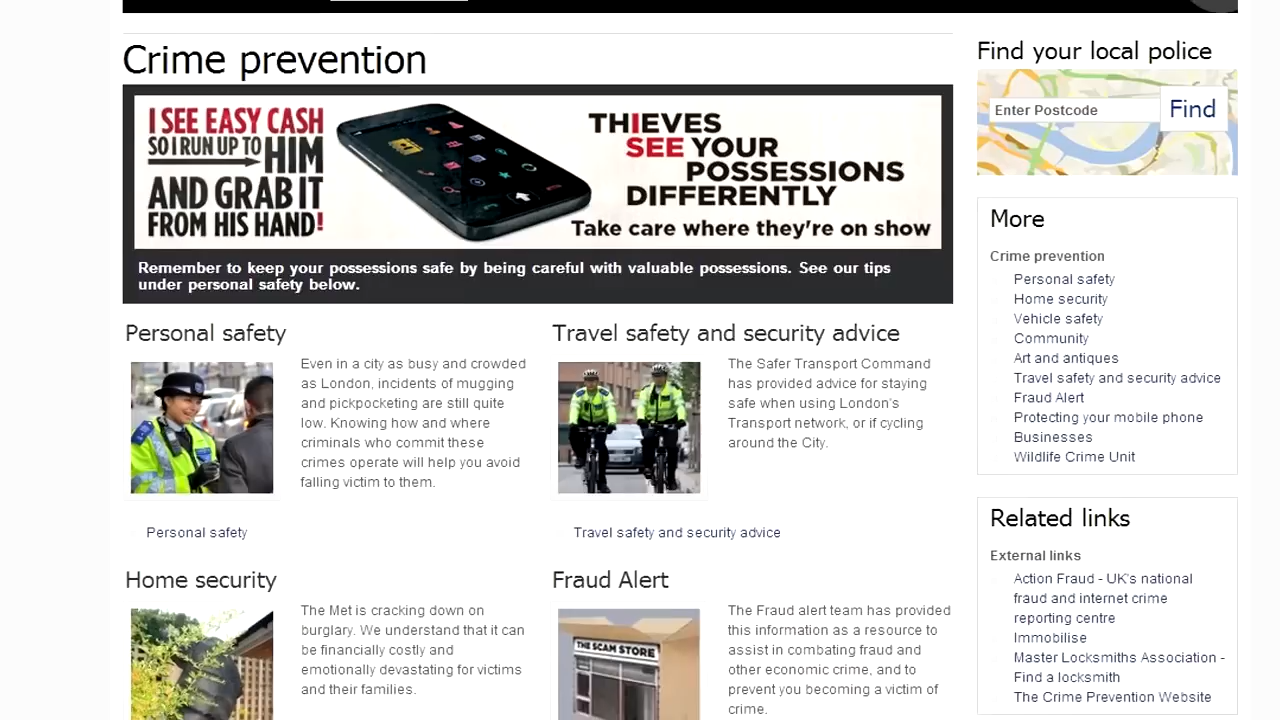 Crime prevention
I SEE EASY CASH
SO I RUN UP TO HIM
AND GRAB IT
FROM HIS HAND!
THIEVES
SEE YOUR
POSSESSIONS
DIFFERENTLY
Take care where they're on show
Remember to keep your possessions safe by being careful with valuable possessions. See our tips
under personal safety below.
Personal safety
Even in a city as busy and crowded
as London, incidents of mugging
and pickpocketing are still quite
low. Knowing how and where
criminals who commit these
crimes operate will help you avoid
falling victim to them.
Personal safety
Travel safety and security advice
The Safer Transport Command
has provided advice for staying
safe when using London's
Transport network, or if cycling
around the City.
Travel safety and security advice
Home security
The Met is cracking down on
burglary. We understand that it can
be financially costly and
emotionally devastating for victims
and their families.
Fraud Alert
THE SCAM STORE
The Fraud alert team has provided
this information as a resource to
assist in combating fraud and
other economic crime, and to
prevent you becoming a victim of
crime.
Find your local police
Enter Postcode
Find
More
Crime prevention
Personal safety
Home security
Vehicle safety
Community
Art and antiques
Travel safety and security advice
Fraud Alert
Protecting your mobile phone
Businesses
Wildlife Crime Unit
Related links
External links
Action Fraud - UK's national
fraud and internet crime
reporting centre
Immobilise
Master Locksmiths Association -
Find a locksmith
The Crime Prevention Website